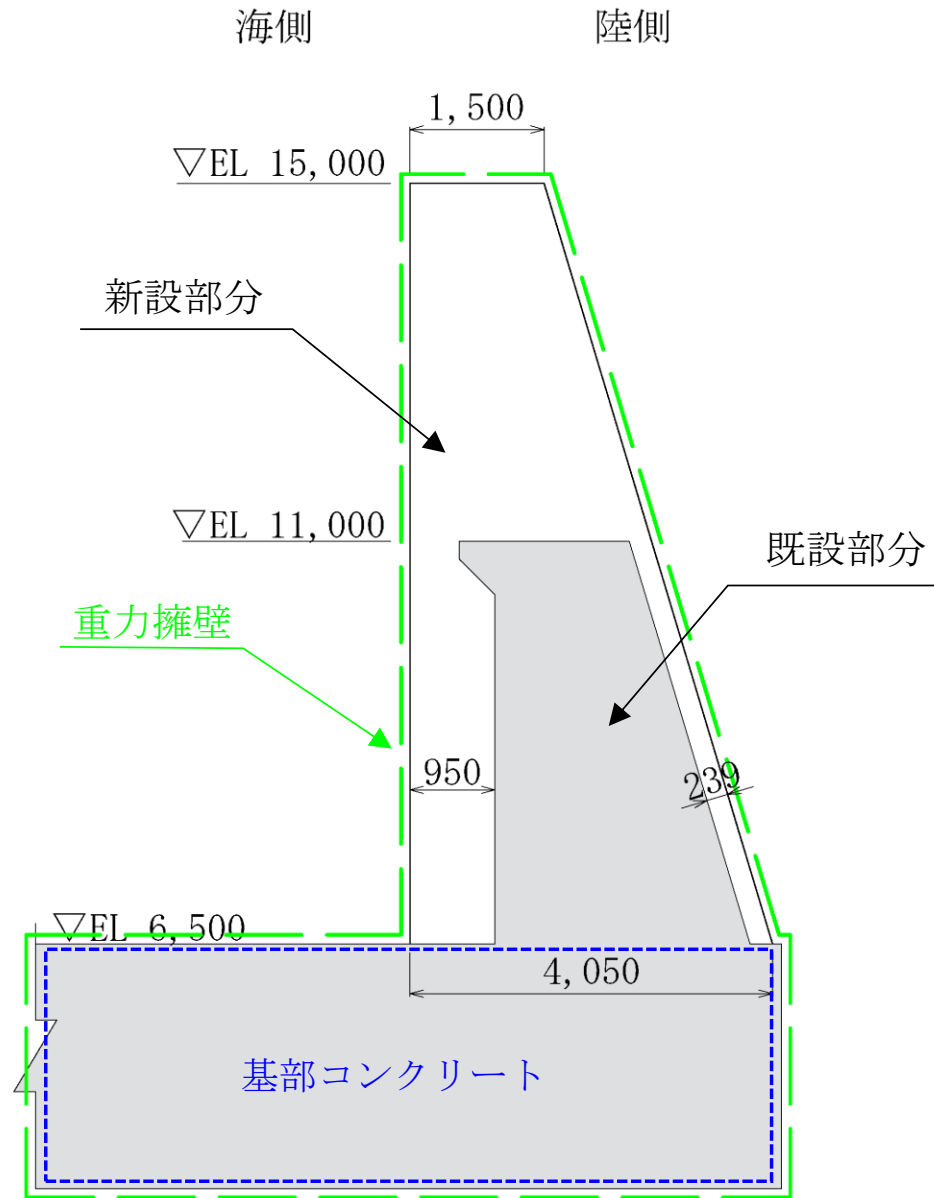 海側
陸側
1,500
▽EL 15,000
新設部分
▽EL 11,000
既設部分
重力擁壁
950
239
▽EL 6,500
4,050
基部コンクリート